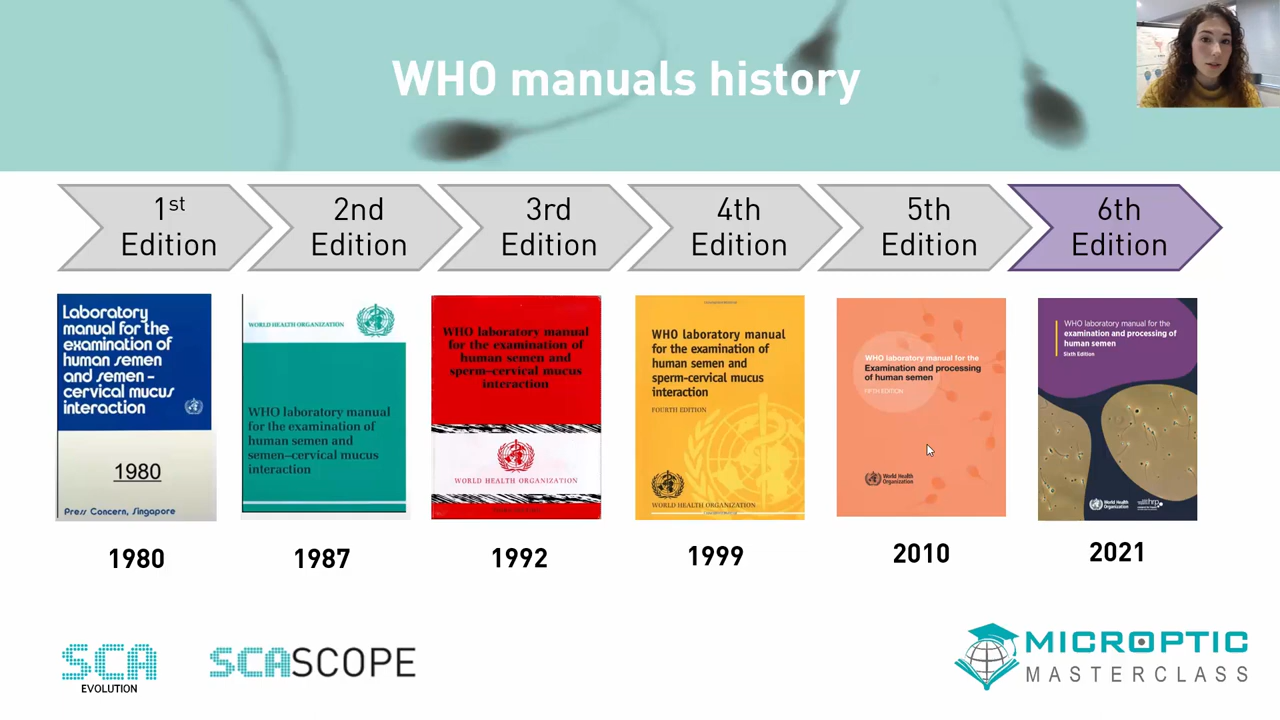 WHO manuals history
1st
Edition
2nd
Edition
3rd
Edition
4th
Edition
5th
Edition
6th
Edition
Laboratory
manual for the
examination of
human semen
and semen-
cervical mucus
interaction
1980
Press Concern, Singapore
WORLD HEALTH ORGANIZATION
WHO laboratory manual
for the examination of
human semen and
semen–cervical mucus
interaction
WHO laboratory manual
for the examination of
human semen and
sperm–cervical mucus
interaction
WORLD HEALTH ORGANIZATION
WHO laboratory manual
for the examination of
human semen and
sperm-cervical mucus
interaction
FOURTH EDITION
WORLD HEALTH ORGANIZATION
WHO laboratory manual for the
Examination and processing
of human semen
FIFTH EDITION
World Health
Organization
WHO laboratory manual for the
examination and processing of
human semen
Sixth Edition
World Health
Organization
1980
1987
1992
1999
2010
2021
SCA
EVOLUTION
SCASCOPE
MICROPTIC
MASTERCLASS